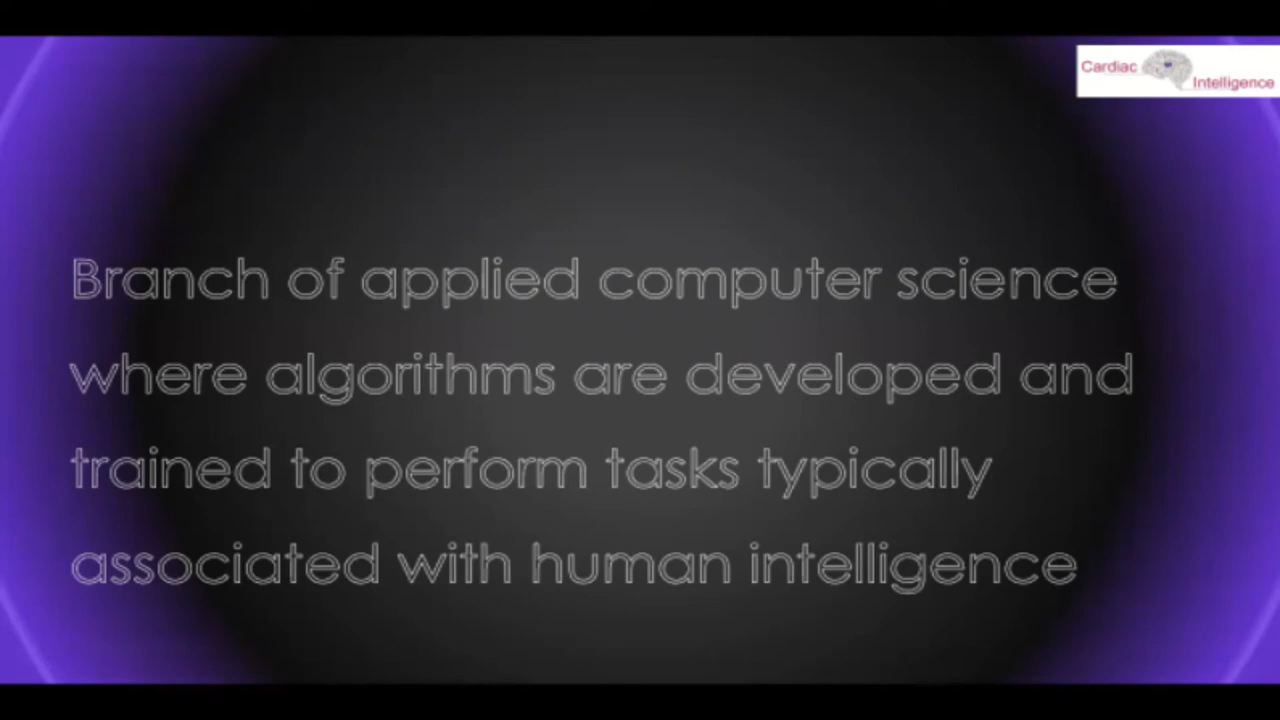 Cardiac
Intelligence
Branch of applied computer science
where algorithms are developed and
trained to perform tasks typically
associated with human intelligence